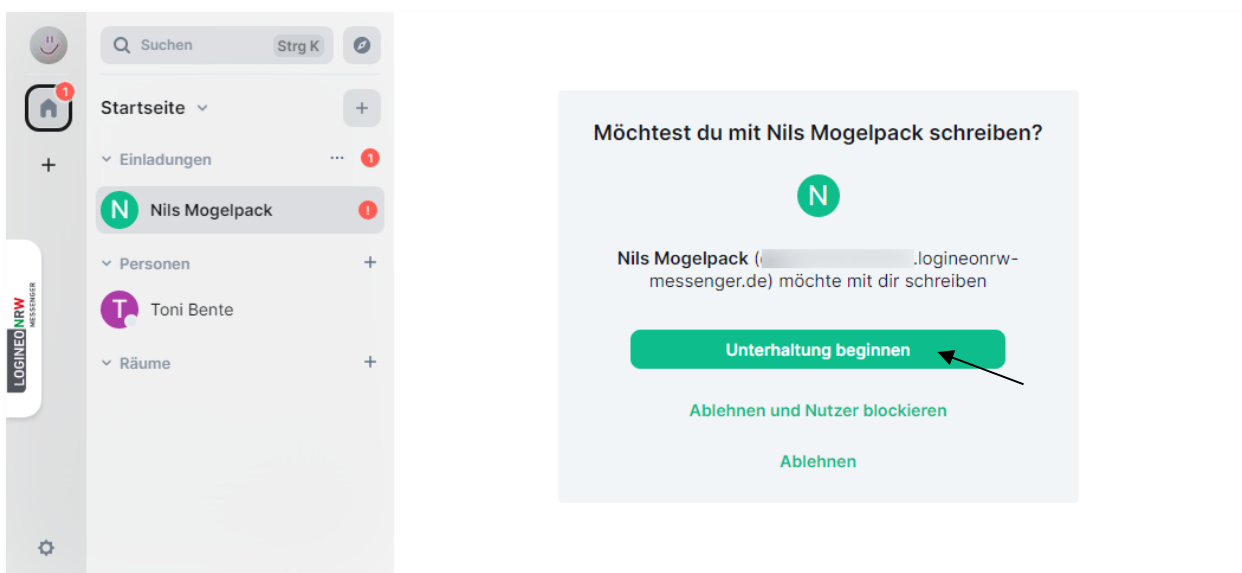 Suchen Strg K
1
Startseite
Einladungen ... 1
N Nils Mogelpack !
Personen +
T Toni Bente
Räume +
LOGINEO NRW
MESSENGER
Möchtest du mit Nils Mogelpack schreiben?
N
Nils Mogelpack ( .logineonrw-
messenger.de) möchte mit dir schreiben
Unterhaltung beginnen
Ablehnen und Nutzer blockieren
Ablehnen